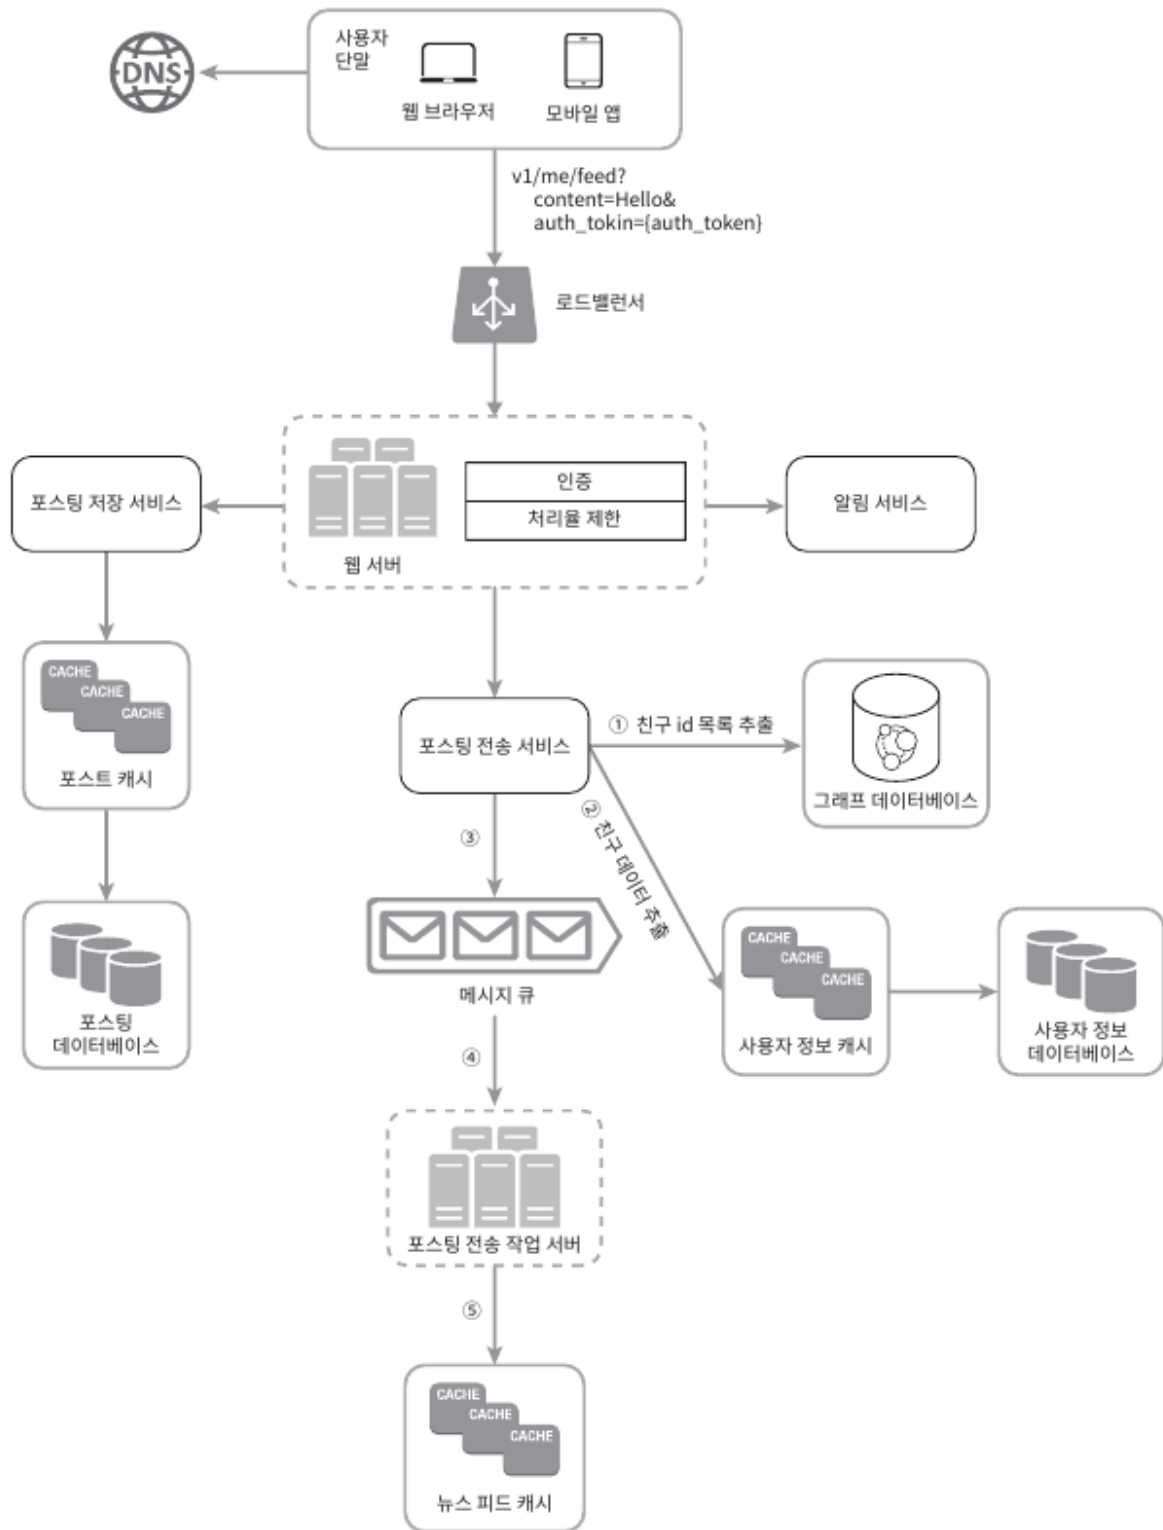 사용자
단말
DNS
웹 브라우저
모바일 앱
v1/me/feed?
content=Hello&
auth_tokin={auth_token}
로드밸런서
포스팅 저장 서비스
인증
처리율 제한
웹 서버
알림 서비스
CACHE
CACHE
CACHE
포스트 캐시
포스팅 전송 서비스
① 친구 id 목록 추출
그래프 데이터베이스
② 친구 데이터 추출
③
메시지 큐
포스팅
데이터베이스
CACHE
CACHE
CACHE
사용자 정보 캐시
사용자 정보
데이터베이스
④
포스팅 전송 작업 서버
⑤
CACHE
CACHE
CACHE
뉴스 피드 캐시